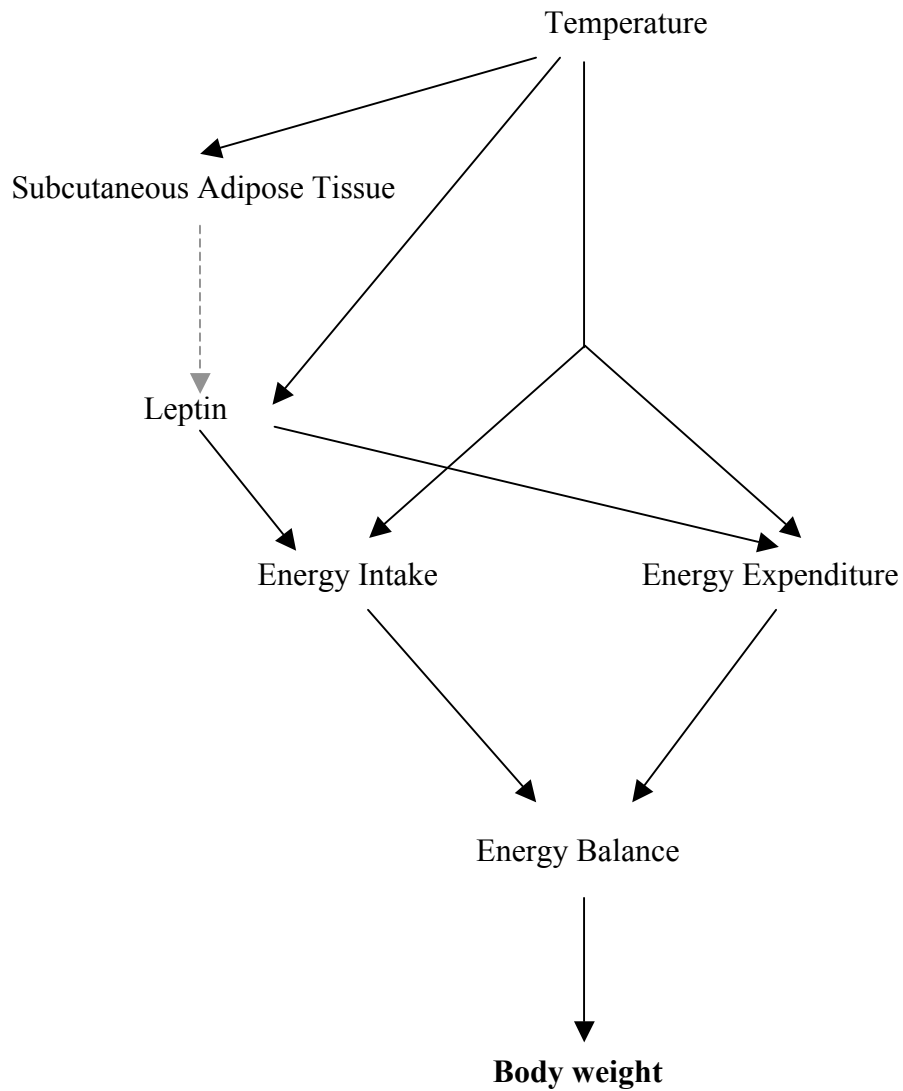 Temperature
Subcutaneous Adipose Tissue
Leptin
Energy Intake
Energy Expenditure
Energy Balance
Body weight